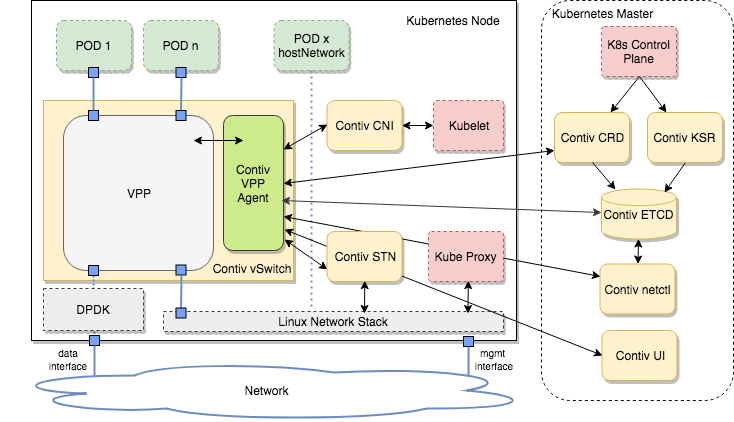 Kubernetes Node
Kubernetes Master
POD 1
POD n
POD x
hostNetwork
K8s Control
Plane
Contiv CNI
Kubelet
Contiv CRD
Contiv KSR
VPP
Contiv
VPP
Agent
Contiv ETCD
Contiv vSwitch
Contiv STN
Kube Proxy
Contiv netctl
DPDK
Linux Network Stack
Contiv UI
data
interface
mgmt
interface
Network